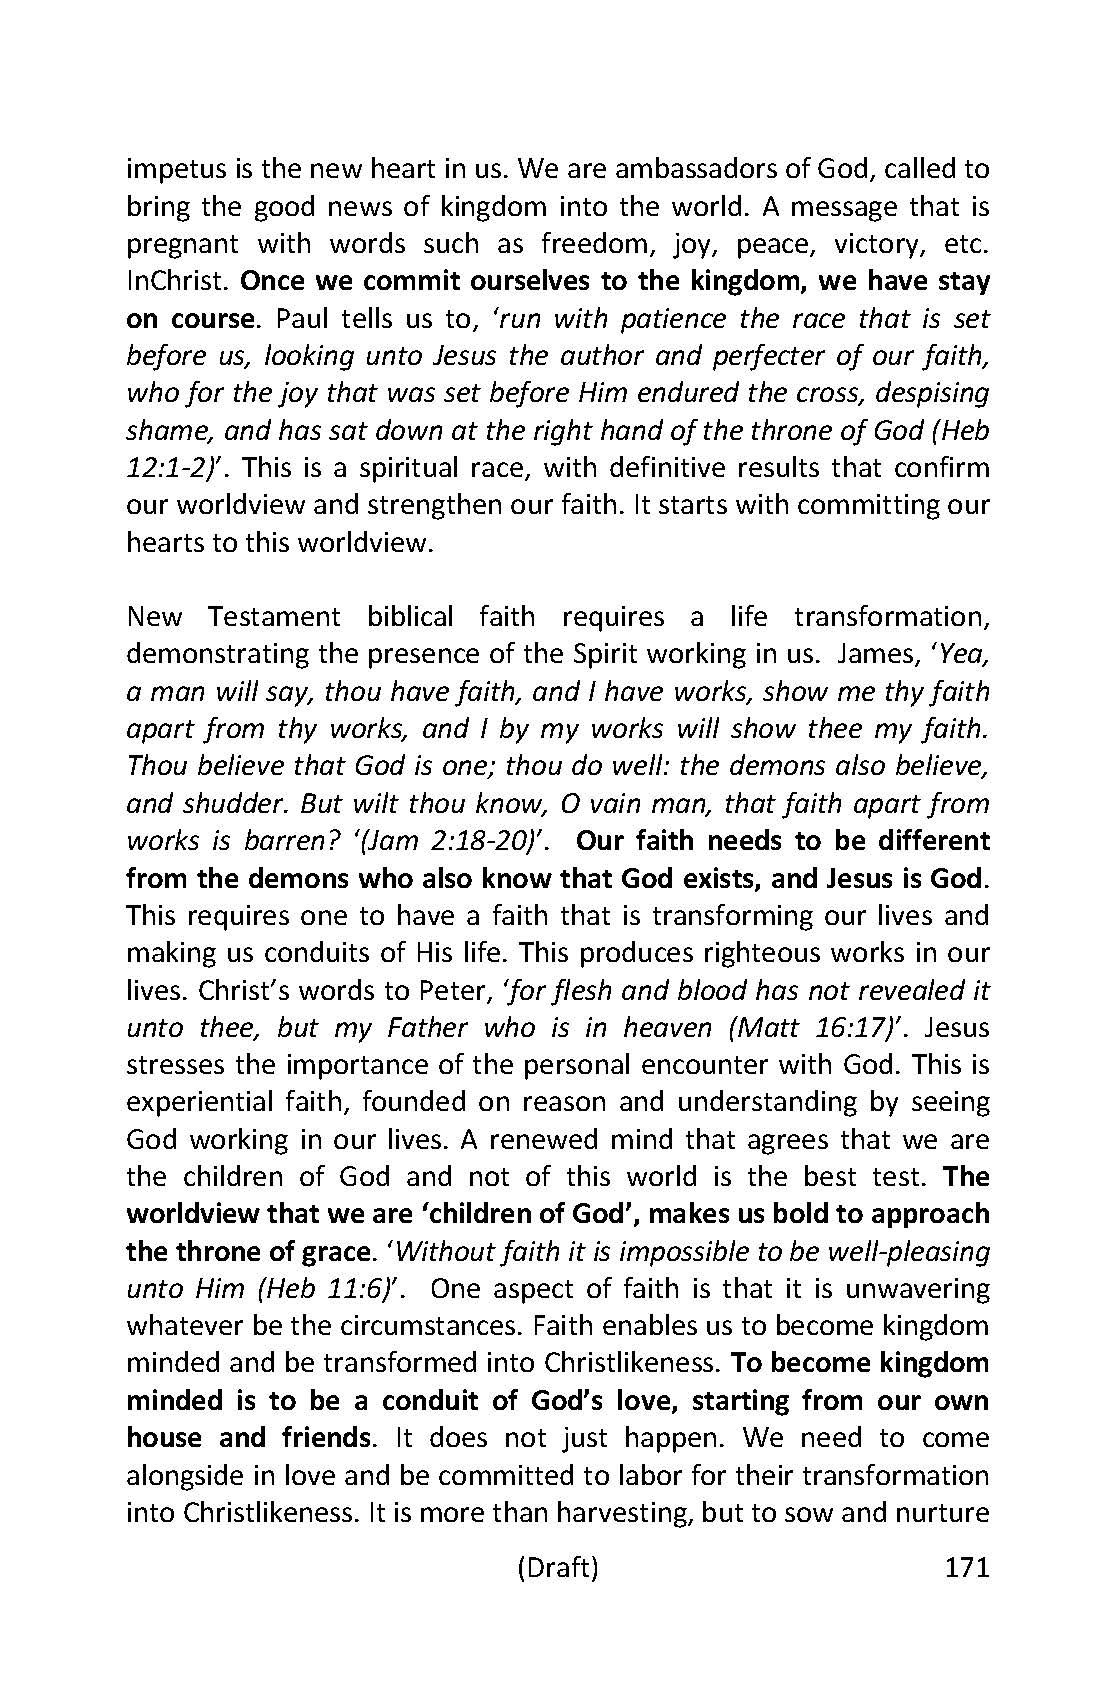 impetus is the new heart in us. We are ambassadors of God, called to
bring the good news of kingdom into the world. A message that is
pregnant with words such as freedom, joy, peace, victory, etc.
InChrist. Once we commit ourselves to the kingdom, we have stay
on course. Paul tells us to, ‘run with patience the race that is set
before us, looking unto Jesus the author and perfecter of our faith,
who for the joy that was set before Him endured the cross, despising
shame, and has sat down at the right hand of the throne of God (Heb
12:1-2)’. This is a spiritual race, with definitive results that confirm
our worldview and strengthen our faith. It starts with committing our
hearts to this worldview.
New Testament biblical faith requires a life transformation,
demonstrating the presence of the Spirit working in us. James, ‘Yea,
a man will say, thou have faith, and I have works, show me thy faith
apart from thy works, and I by my works will show thee my faith.
Thou believe that God is one; thou do well: the demons also believe,
and shudder. But wilt thou know, O vain man, that faith apart from
works is barren? ‘(Jam 2:18-20)’. Our faith needs to be different
from the demons who also know that God exists, and Jesus is God.
This requires one to have a faith that is transforming our lives and
making us conduits of His life. This produces righteous works in our
lives. Christ’s words to Peter, ‘for flesh and blood has not revealed it
unto thee, but my Father who is in heaven (Matt 16:17)’. Jesus
stresses the importance of the personal encounter with God. This is
experiential faith, founded on reason and understanding by seeing
God working in our lives. A renewed mind that agrees that we are
the children of God and not of this world is the best test. The
worldview that we are ‘children of God’, makes us bold to approach
the throne of grace. ‘Without faith it is impossible to be well-pleasing
unto Him (Heb 11:6)’. One aspect of faith is that it is unwavering
whatever be the circumstances. Faith enables us to become kingdom
minded and be transformed into Christlikeness. To become kingdom
minded is to be a conduit of God’s love, starting from our own
house and friends. It does not just happen. We need to come
alongside in love and be committed to labor for their transformation
into Christlikeness. It is more than harvesting, but to sow and nurture
(Draft) 171